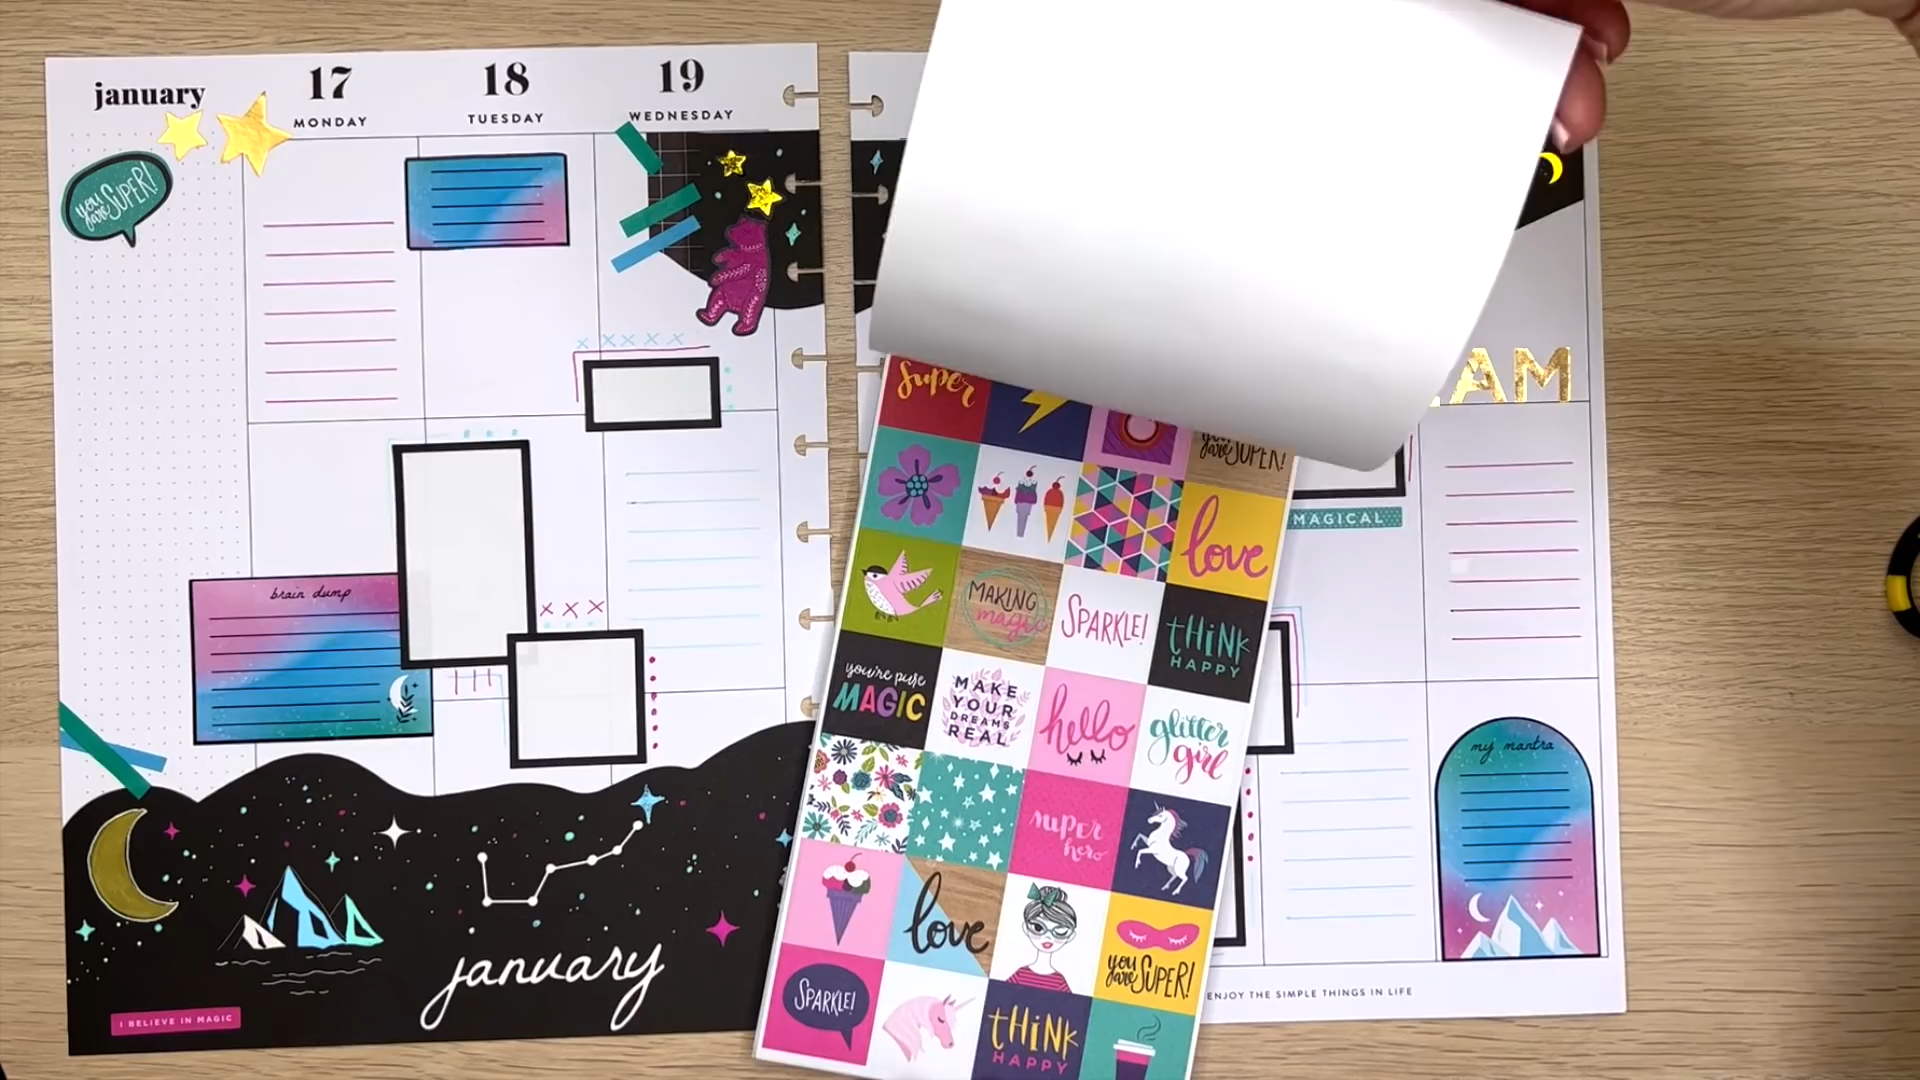 january
17
MONDAY
18
TUESDAY
19
WEDNESDAY
you
are SUPER!
brain dump
january
I BELIEVE IN MAGIC
super
you
are SUPER!
love
MAKING
magic
SPARKLE!
THINK
HAPPY
you're pure
MAGIC
MAKE
YOUR
DREAMS
REAL
hello
glitter
girl
super
hero
love
you
are SUPER!
SPARKLE!
THINK
HAPPY
AM
MAGICAL
my mantra
ENJOY THE SIMPLE THINGS IN LIFE